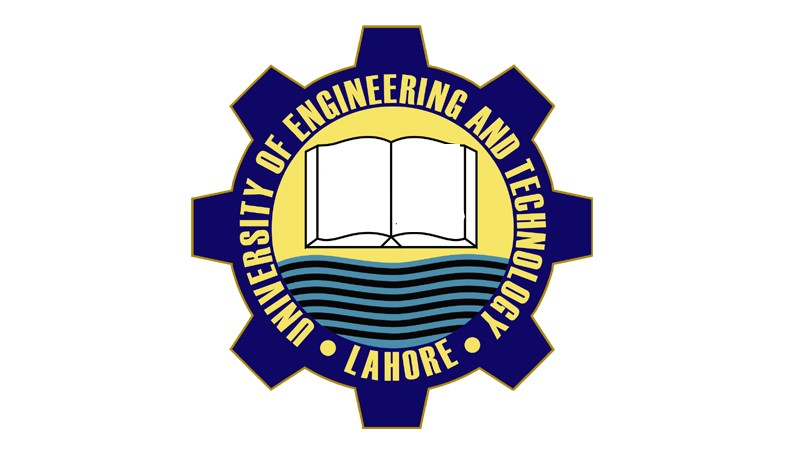 UNIVERSITY OF ENGINEERING AND TECHNOLOGY
• LAHORE •